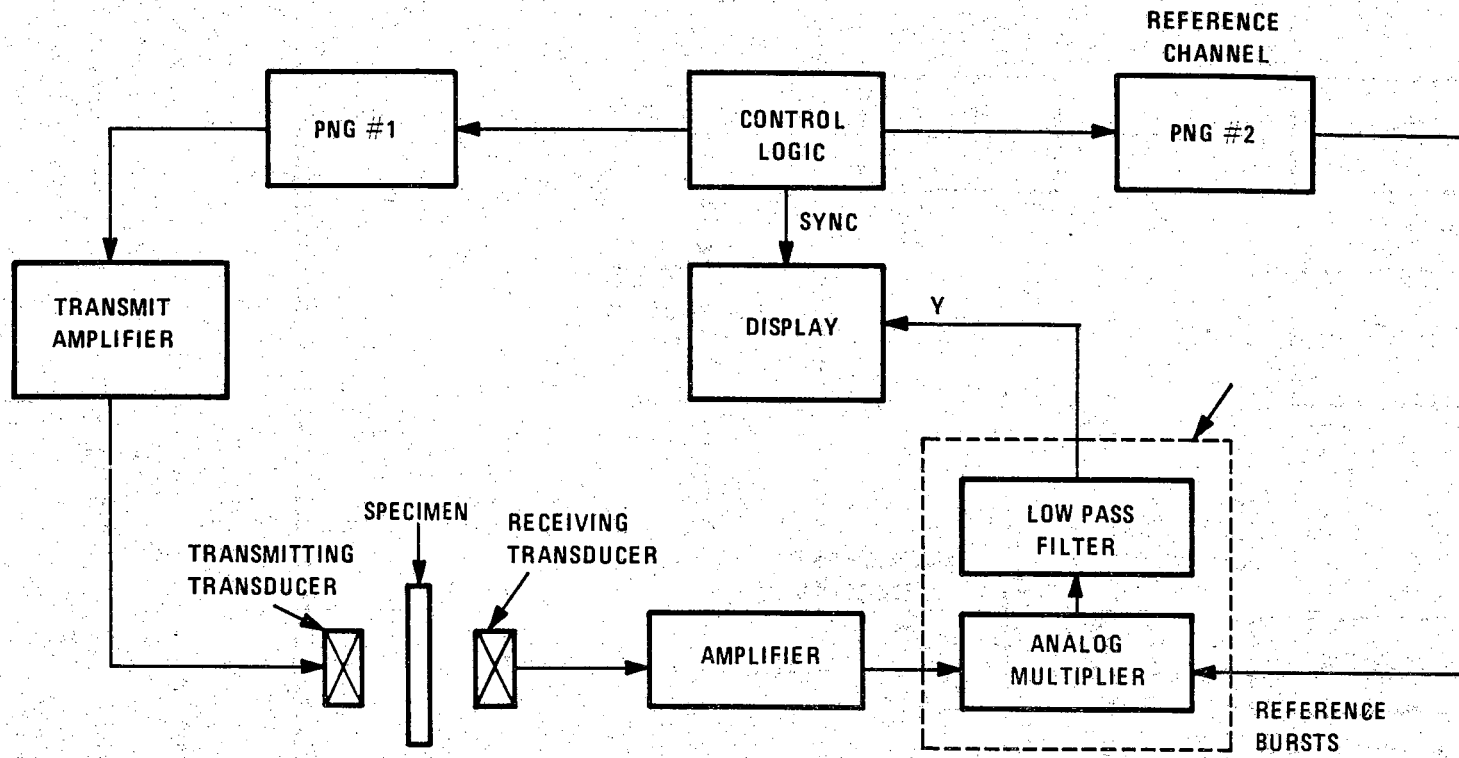 REFERENCE
CHANNEL
PNG #1
CONTROL
LOGIC
PNG #2
SYNC
TRANSMIT
AMPLIFIER
DISPLAY
Y
SPECIMEN
RECEIVING
TRANSDUCER
TRANSMITTING
TRANSDUCER
LOW PASS
FILTER
AMPLIFIER
ANALOG
MULTIPLIER
REFERENCE
BURSTS